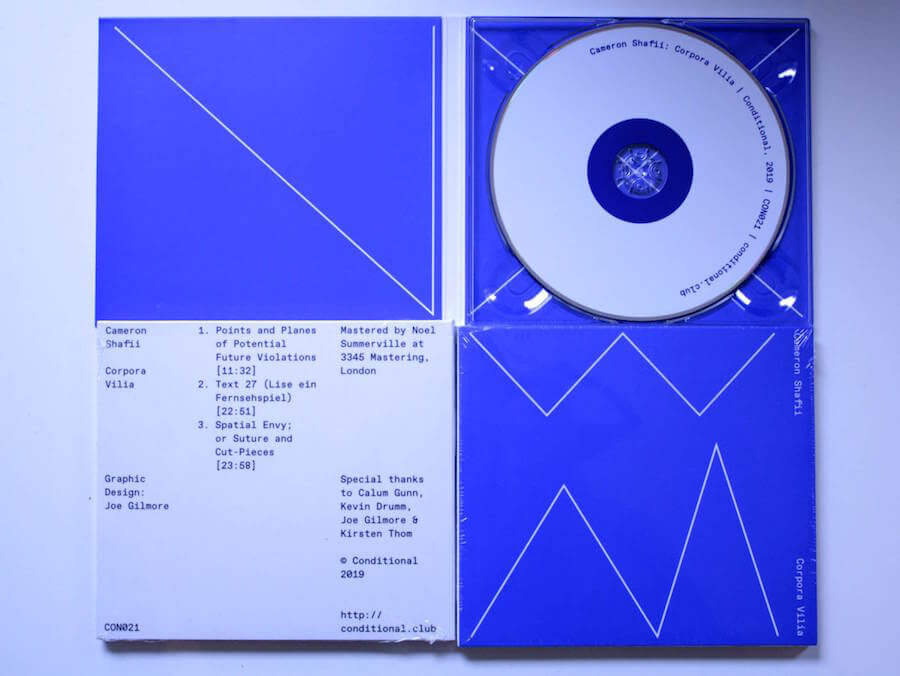 Cameron Shafii: Corpora Vilia | Conditional, 2019 | CON021 | conditional.club
Cameron
Shafii
Corpora
Vilia
1. Points and Planes
of Potential
Future Violations
[11:32]
2. Text 27 (Lise ein
Fernsehspiel)
[22:51]
3. Spatial Envy;
or Suture and
Cut-Pieces
[23:58]
Mastered by Noel
Summerville at
3345 Mastering,
London
Graphic
Design:
Joe Gilmore
Special thanks
to Calum Gunn,
Kevin Drumm,
Joe Gilmore &
Kirsten Thom
© Conditional
2019
http://
conditional.club
CON021
Cameron Shafii
Corpora Vilia